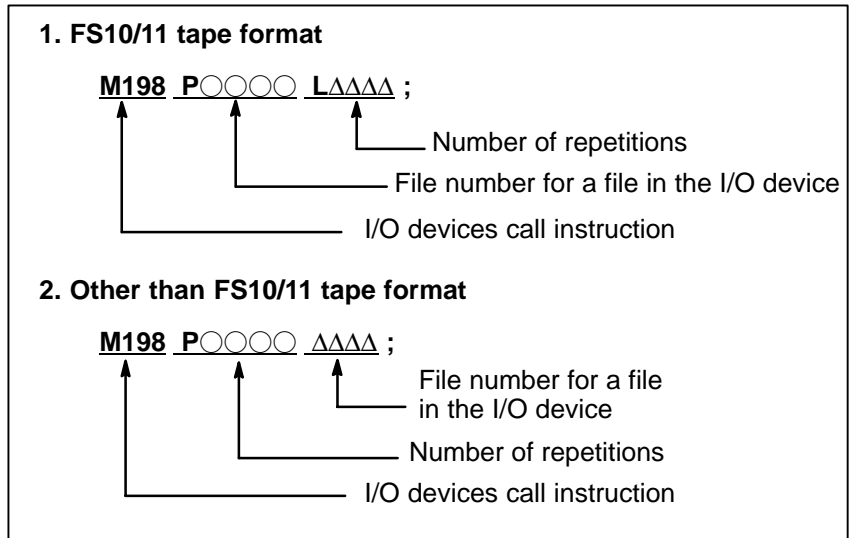 1. FS10/11 tape format
M198 P○○○○ L∆∆∆∆ ;
Number of repetitions
File number for a file in the I/O device
I/O devices call instruction
2. Other than FS10/11 tape format
M198 P○○○○ ∆∆∆∆ ;
File number for a file
in the I/O device
Number of repetitions
I/O devices call instruction